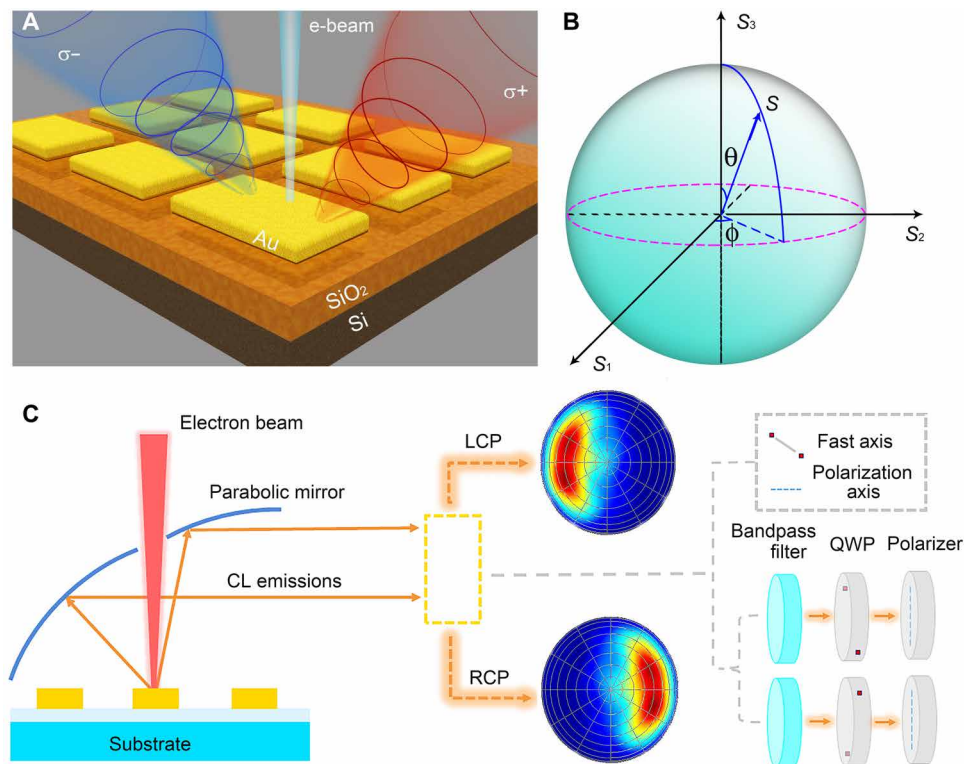 A
e-beam
σ−
σ+
Au
SiO2
Si
B
S3
S
θ
S2
ϕ
S1
C
Electron beam
Parabolic mirror
CL emissions
Substrate
LCP
RCP
Fast axis
Polarization
axis
Bandpass
filter
QWP
Polarizer